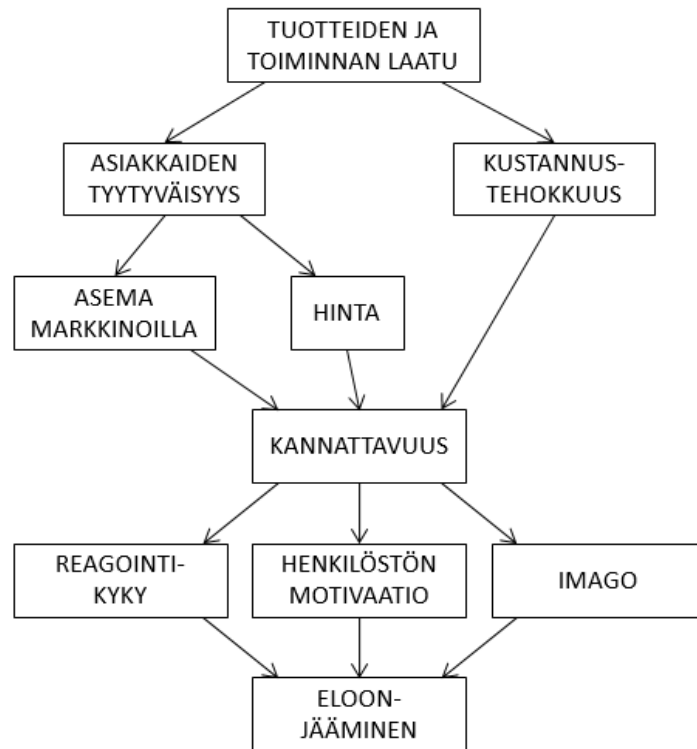 TUOTTEIDEN JA
TOIMINNAN LAATU
ASIAKKAIDEN
TYYTYVÄISYYS
KUSTANNUS-
TEHOKKUUS
ASEMA
MARKKINOILLA
HINTA
KANNATTAVUUS
REAGOINTI-
KYKY
HENKILÖSTÖN
MOTIVAATIO
IMAGO
ELOON-
JÄÄMINEN